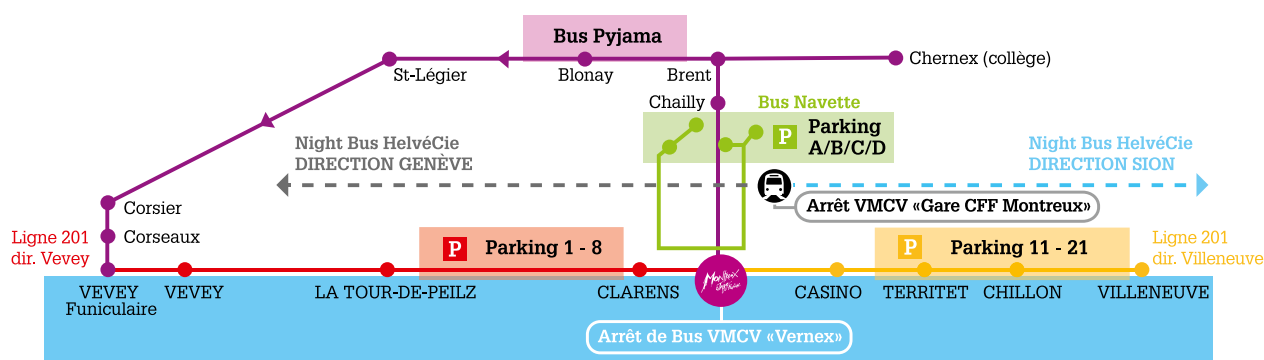 Bus Pyjama
St-Légier
Blonay
Brent
Chernex (collège)
Chailly
Bus Navette
P Parking
A/B/C/D
Night Bus HelvéCie
DIRECTION GENÈVE
Night Bus HelvéCie
DIRECTION SION
Arrêt VMCV «Gare CFF Montreux»
Corsier
Corseaux
Ligne 201
dir. Vevey
P Parking 1 - 8
P Parking 11 - 21
Ligne 201
dir. Villeneuve
VEVEY
Funiculaire
VEVEY
LA TOUR-DE-PEILZ
CLARENS
Montreux
CASINO
TERRITET
CHILLON
VILLENEUVE
Arrêt de Bus VMCV «Vernex»